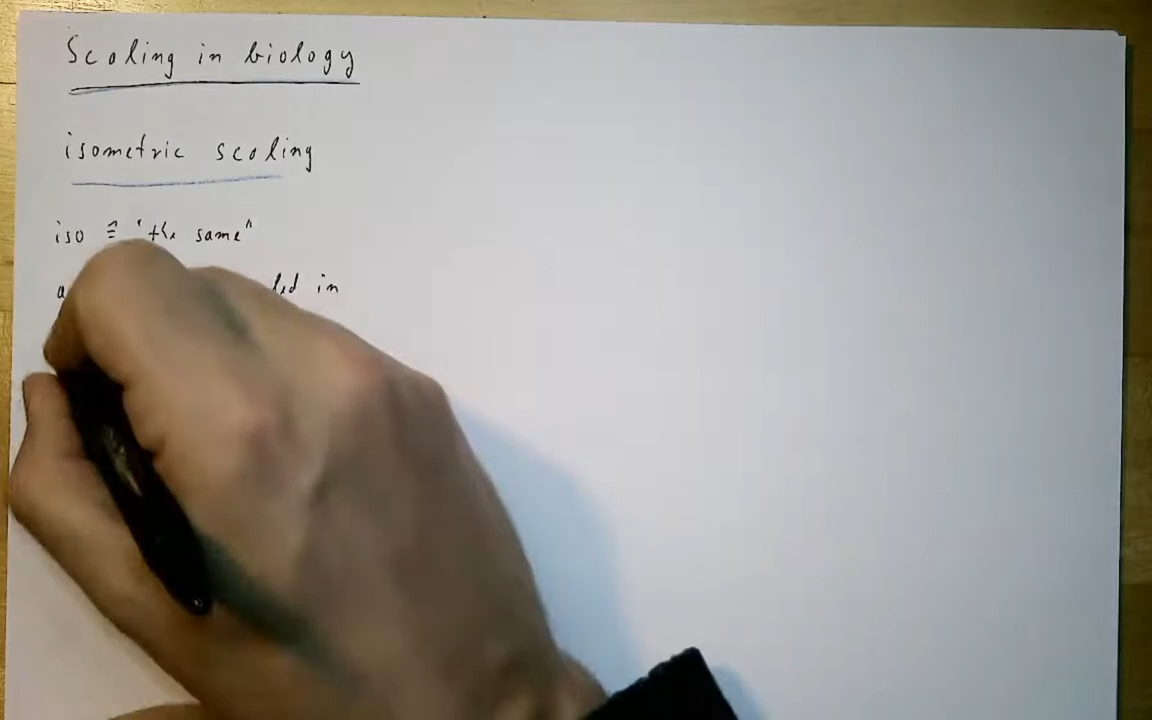 Scaling in biology
isometric scaling
iso ≙ "the same"
in